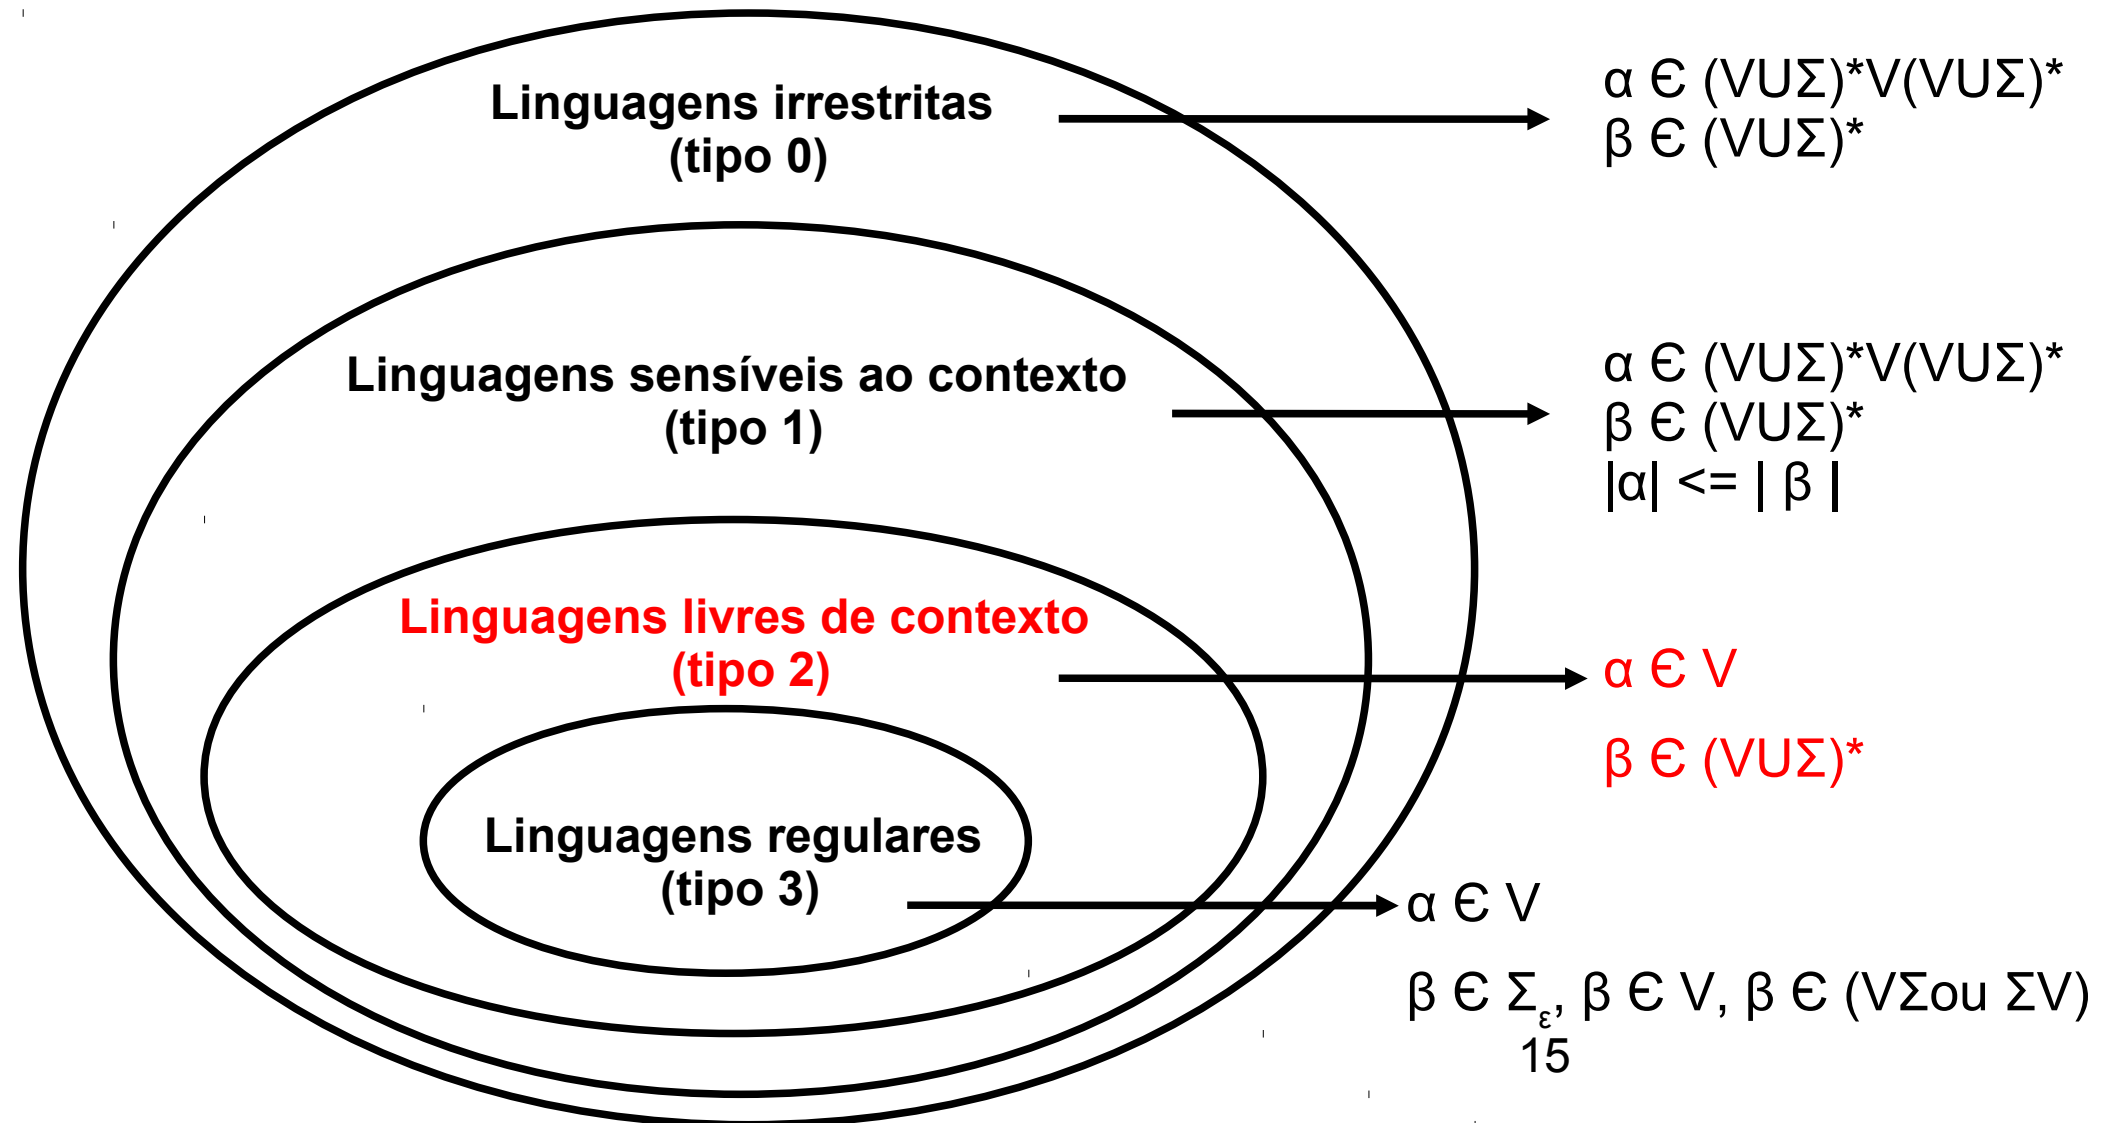 Linguagens irrestritas
(tipo 0)
α Є (VUΣ)*V(VUΣ)*
β Є (VUΣ)*
Linguagens sensíveis ao contexto
(tipo 1)
α Є (VUΣ)*V(VUΣ)*
β Є (VUΣ)*
|α| <= | β |
Linguagens livres de contexto
(tipo 2)
α Є V
β Є (VUΣ)*
Linguagens regulares
(tipo 3)
α Є V
β Є Σε, β Є V, β Є (VΣou ΣV)
15